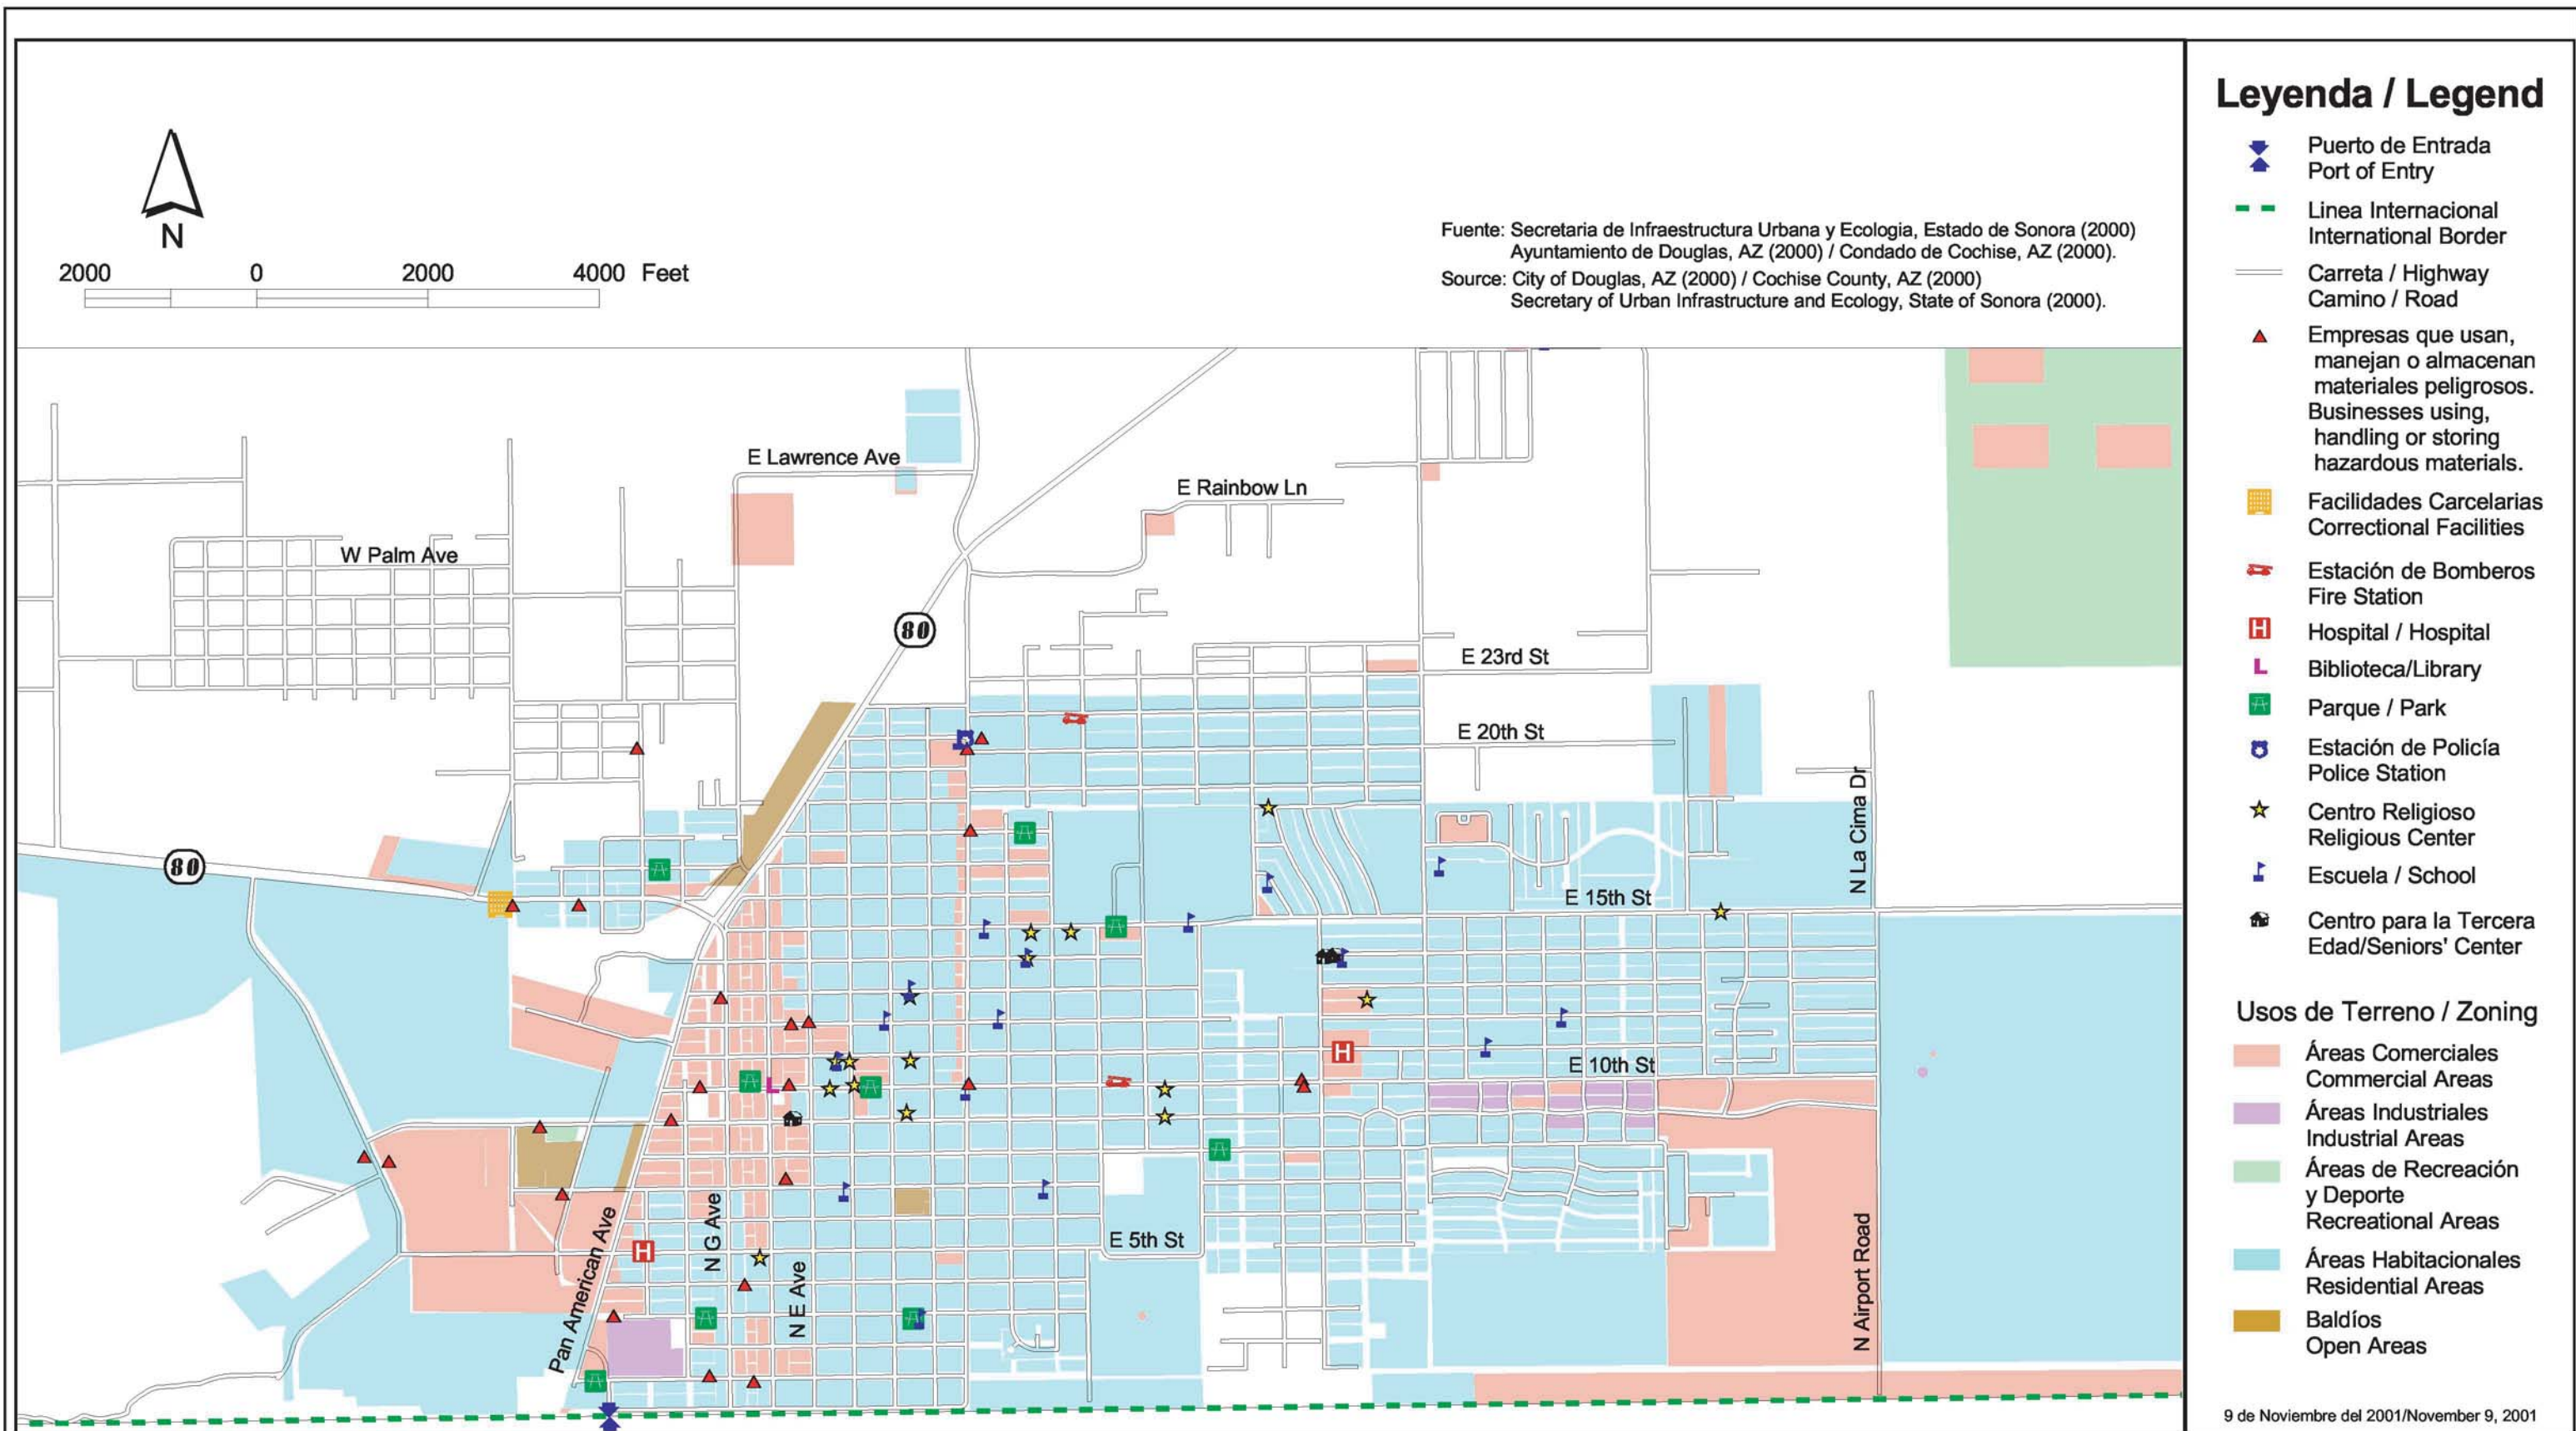 N
2000 0 2000 4000 Feet
Fuente: Secretaria de Infraestructura Urbana y Ecologia, Estado de Sonora (2000)
Ayuntamiento de Douglas, AZ (2000) / Condado de Cochise, AZ (2000).
Source: City of Douglas, AZ (2000) / Cochise County, AZ (2000)
Secretary of Urban Infrastructure and Ecology, State of Sonora (2000).
E Lawrence Ave
E Rainbow Ln
W Palm Ave
80
E 23rd St
E 20th St
N La Cima Dr
80
E 15th St
H
E 10th St
L
E 5th St
H
Pan American Ave
N G Ave
N E Ave
N Airport Road
Leyenda / Legend
Puerto de Entrada
Port of Entry
Linea Internacional
International Border
Carreta / Highway
Camino / Road
Empresas que usan,
manejan o almacenan
materiales peligrosos.
Businesses using,
handling or storing
hazardous materials.
Facilidades Carcelarias
Correctional Facilities
Estación de Bomberos
Fire Station
H Hospital / Hospital
L Biblioteca/Library
Parque / Park
Estación de Policía
Police Station
Centro Religioso
Religious Center
Escuela / School
Centro para la Tercera
Edad/Seniors' Center
Usos de Terreno / Zoning
Áreas Comerciales
Commercial Areas
Áreas Industriales
Industrial Areas
Áreas de Recreación
y Deporte
Recreational Areas
Áreas Habitacionales
Residential Areas
Baldíos
Open Areas
9 de Noviembre del 2001/November 9, 2001